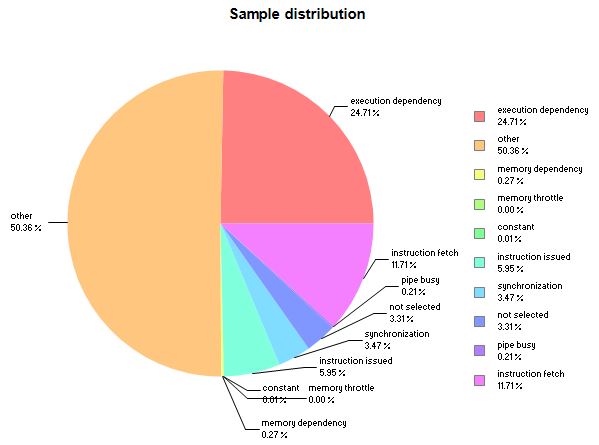 Sample distribution
execution dependency
24.71 %
other
50.36 %
instruction fetch
11.71 %
pipe busy
0.21 %
not selected
3.31 %
synchronization
3.47 %
instruction issued
5.95 %
constant
0.01 %
memory throttle
0.00 %
memory dependency
0.27 %
execution dependency
24.71 %
other
50.36 %
memory dependency
0.27 %
memory throttle
0.00 %
constant
0.01 %
instruction issued
5.95 %
synchronization
3.47 %
not selected
3.31 %
pipe busy
0.21 %
instruction fetch
11.71 %